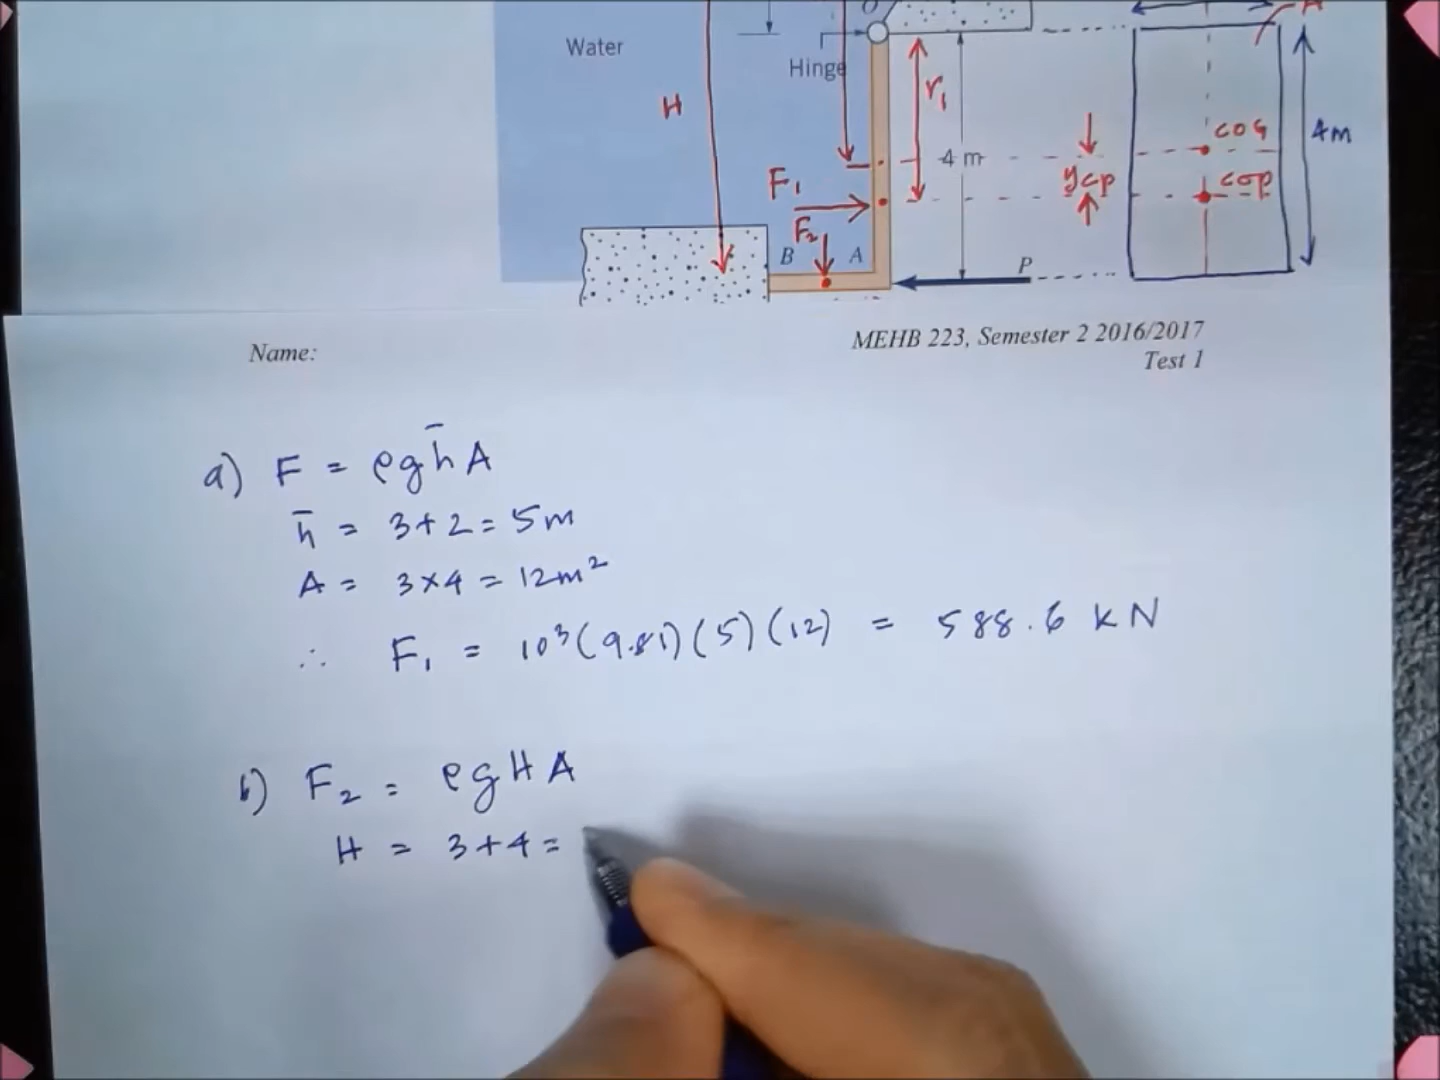 Water
Hinge
O
A
H
r₁
4 m
COG
4m
F₁
ycp
COP
F₂
B
A
P
Name:
MEHB 223, Semester 2 2016/2017
Test 1
a) F = ρgh̄A
h̄ = 3+2 = 5m
A = 3×4 = 12m²
∴ F₁ = 10³(9.81)(5)(12) = 588.6 kN
b) F₂ = ρgHA
H = 3+4 =